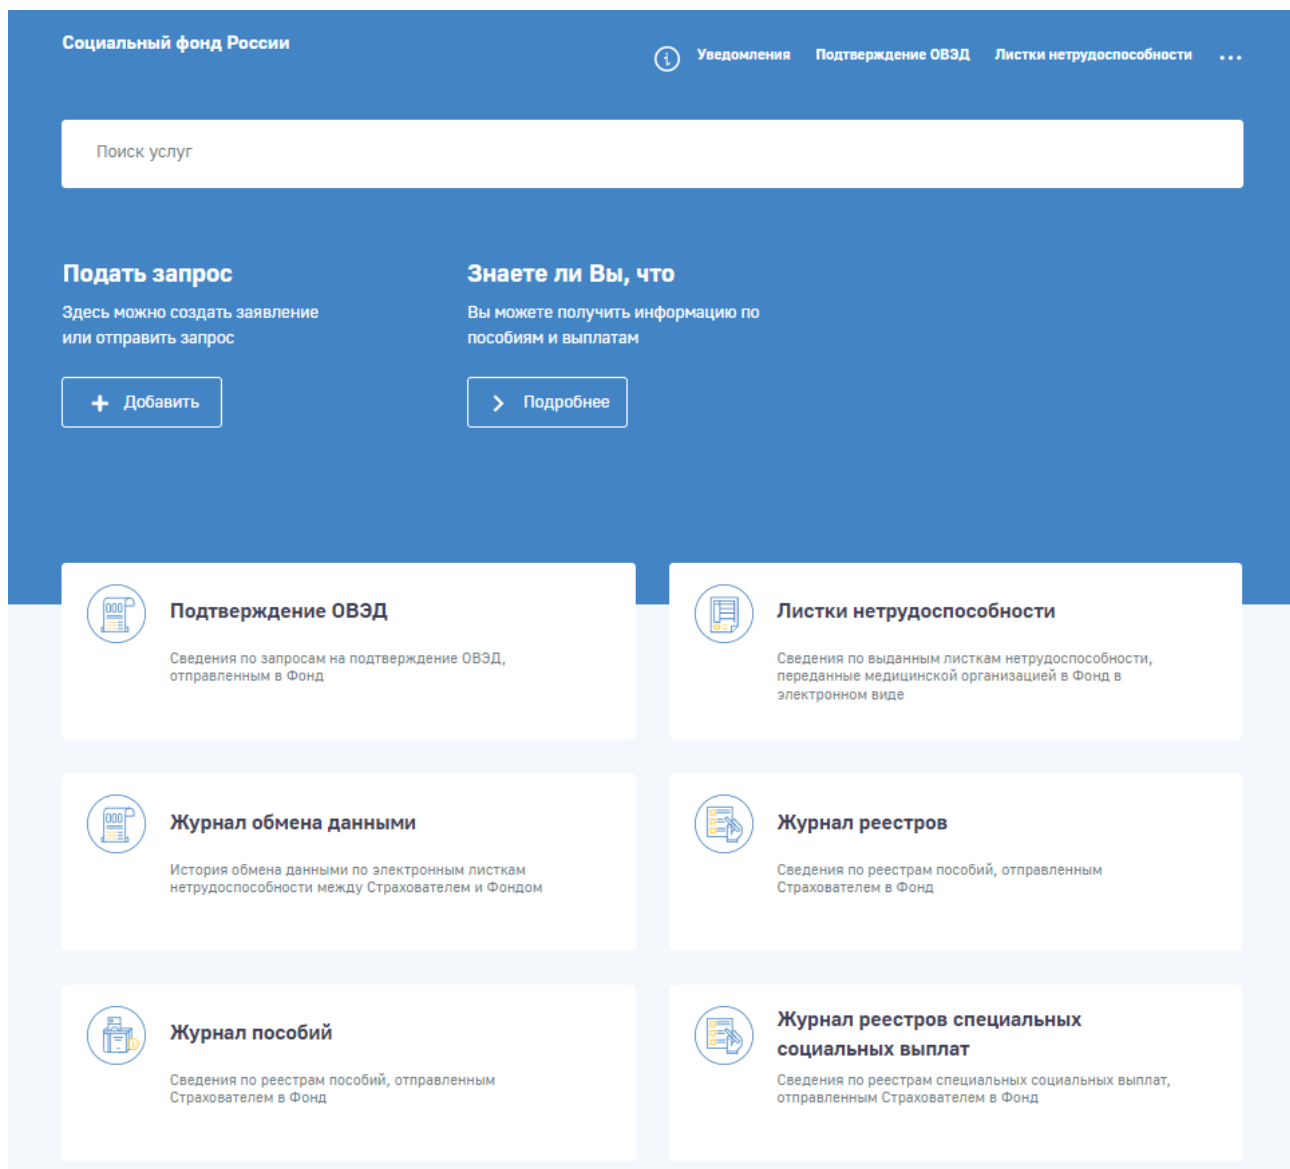 Социальный фонд России
Уведомления Подтверждение ОВЭД Листки нетрудоспособности ...
Поиск услуг
Подать запрос
Здесь можно создать заявление
или отправить запрос
+ Добавить
Знаете ли Вы, что
Вы можете получить информацию по
пособиям и выплатам
Подробнее
Подтверждение ОВЭД
Сведения по запросам на подтверждение ОВЭД,
отправленным в Фонд
Листки нетрудоспособности
Сведения по выданным листкам нетрудоспособности,
переданные медицинской организацией в Фонд в
электронном виде
Журнал обмена данными
История обмена данными по электронным листкам
нетрудоспособности между Страхователем и Фондом
Журнал реестров
Сведения по реестрам пособий, отправленным
Страхователем в Фонд
Журнал пособий
Сведения по реестрам пособий, отправленным
Страхователем в Фонд
Журнал реестров специальных
социальных выплат
Сведения по реестрам специальных социальных выплат,
отправленным Страхователем в Фонд